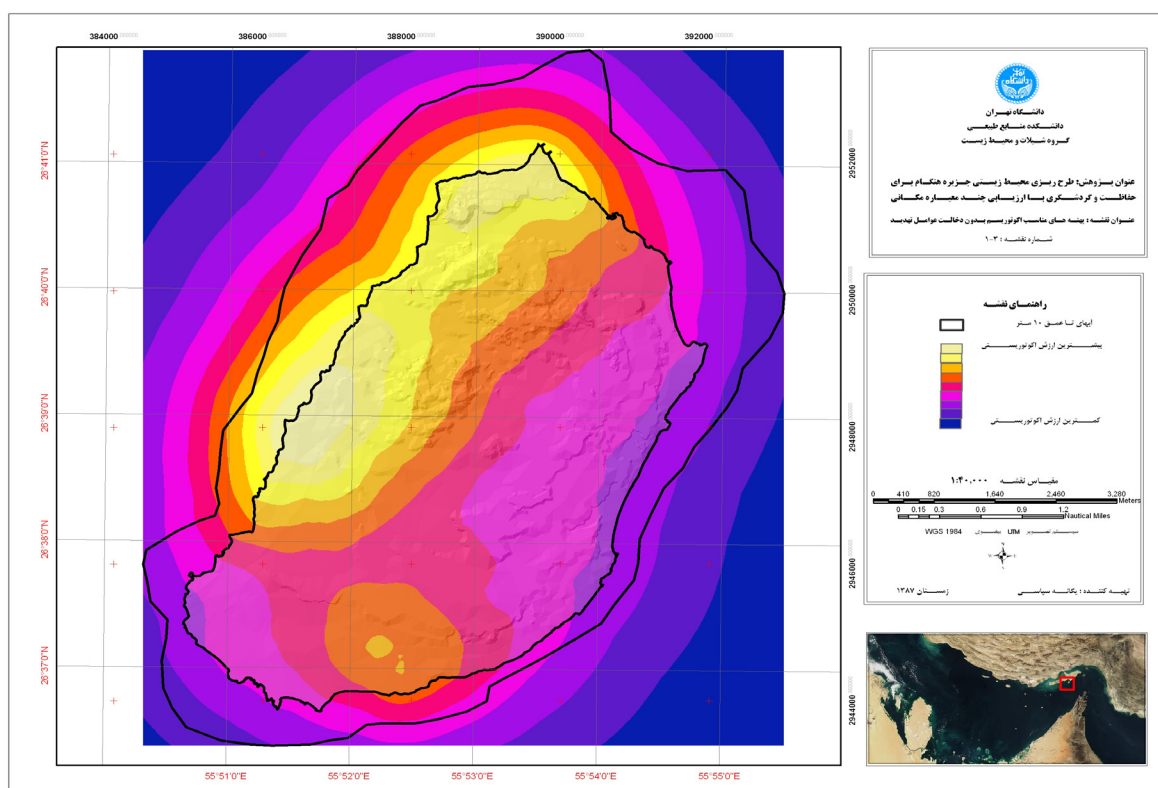 384000
386000
388000
390000
392000
26°41'0"N
26°40'0"N
26°39'0"N
26°38'0"N
26°37'0"N
2952000
2950000
2948000
2946000
2944000
55°51'0"E
55°52'0"E
55°53'0"E
55°54'0"E
55°55'0"E
دانشگاه تهران
دانشکده منابع طبیعی
گروه شیلات و محیط زیست
عنوان پژوهش: طرح ریزی محیط زیستی جزیره هنگام برای
حفاظت و گردشگری با ارزیابی چند معیاره مکانی
عنوان نقشه: پهنه های مناسب اکوتوریسم بدون دخالت عوامل تهدید
شماره نقشه: ۳-۱
راهنمای نقشه
آبهای تا عمق ۱۰ متر
بیشترین ارزش اکوتوریستی
کمترین ارزش اکوتوریستی
مقیاس نقشه ۱:۴۰,۰۰۰
0 410 820 1,640 2,460 3,280
Meters
0 0.15 0.3 0.6 0.9 1.2
Nautical Miles
سیستم تصویر UTM بیضوی WGS 1984
تهیه کننده: یگانه سپاسی زمستان ۱۳۸۷